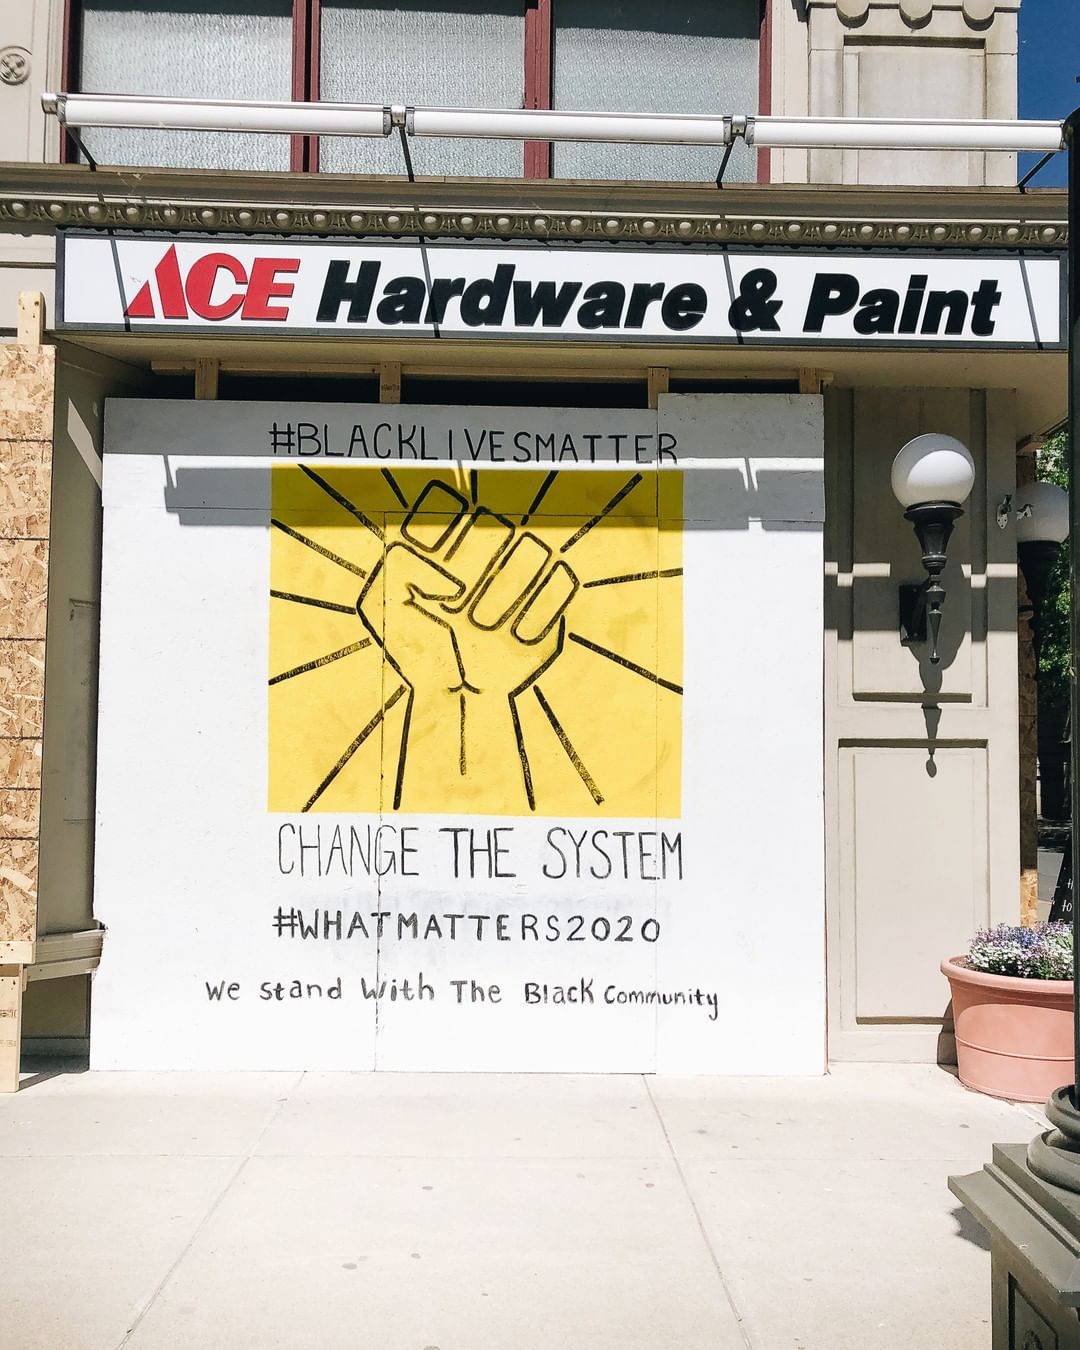 ACE Hardware & Paint
#BLACKLIVESMATTER
CHANGE THE SYSTEM
#WHATMATTERS2020
We Stand With The Black Community